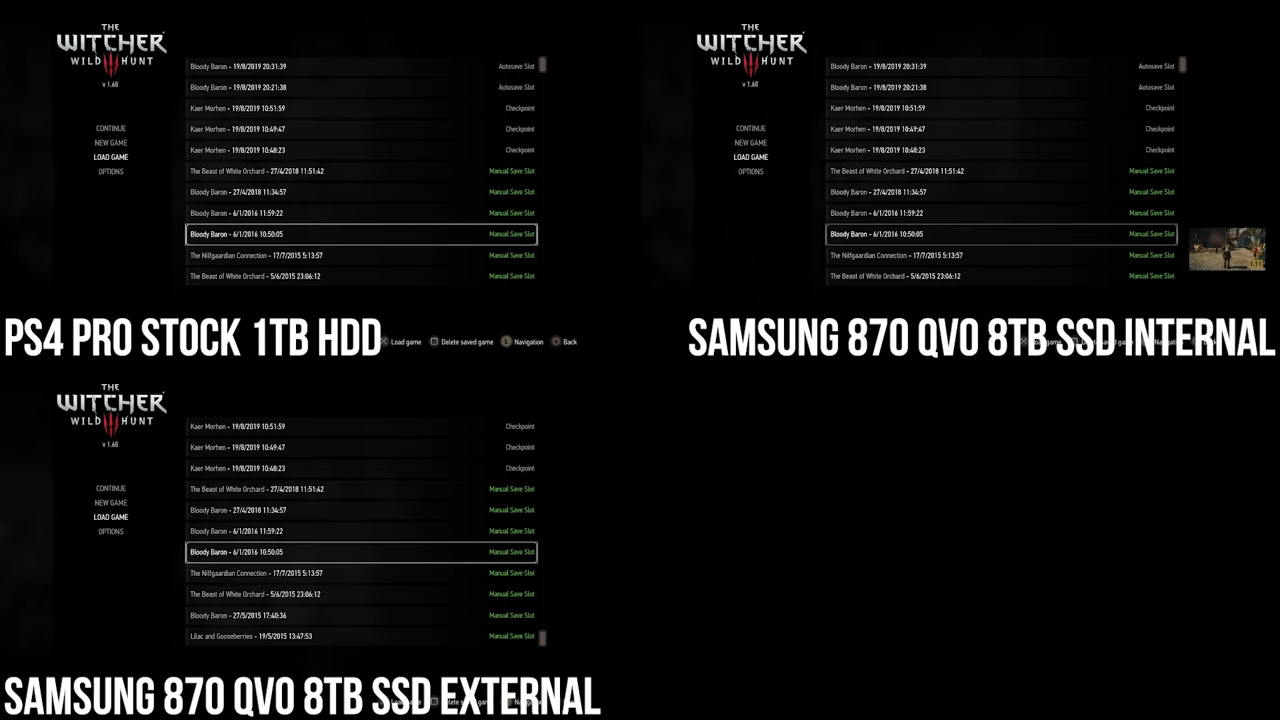 THE
WITCHER
WILD HUNT
v 1.60
CONTINUE
NEW GAME
LOAD GAME
OPTIONS
Bloody Baron - 19/8/2019 20:31:39 Autosave Slot
Bloody Baron - 19/8/2019 20:21:38 Autosave Slot
Kaer Morhen - 19/8/2019 10:51:59 Checkpoint
Kaer Morhen - 19/8/2019 10:49:47 Checkpoint
Kaer Morhen - 19/8/2019 10:48:23 Checkpoint
The Beast of White Orchard - 27/4/2018 11:51:42 Manual Save Slot
Bloody Baron - 27/4/2018 11:34:57 Manual Save Slot
Bloody Baron - 6/1/2016 11:59:22 Manual Save Slot
Bloody Baron - 6/1/2016 10:50:05 Manual Save Slot
The Nilfgaardian Connection - 17/7/2015 5:13:57 Manual Save Slot
The Beast of White Orchard - 5/6/2015 23:06:12 Manual Save Slot
PS4 PRO STOCK 1TB HDD
Load game Delete saved game L Navigation Back
THE
WITCHER
WILD HUNT
v 1.60
CONTINUE
NEW GAME
LOAD GAME
OPTIONS
Bloody Baron - 19/8/2019 20:31:39 Autosave Slot
Bloody Baron - 19/8/2019 20:21:38 Autosave Slot
Kaer Morhen - 19/8/2019 10:51:59 Checkpoint
Kaer Morhen - 19/8/2019 10:49:47 Checkpoint
Kaer Morhen - 19/8/2019 10:48:23 Checkpoint
The Beast of White Orchard - 27/4/2018 11:51:42 Manual Save Slot
Bloody Baron - 27/4/2018 11:34:57 Manual Save Slot
Bloody Baron - 6/1/2016 11:59:22 Manual Save Slot
Bloody Baron - 6/1/2016 10:50:05 Manual Save Slot
The Nilfgaardian Connection - 17/7/2015 5:13:57 Manual Save Slot
The Beast of White Orchard - 5/6/2015 23:06:12 Manual Save Slot
SAMSUNG 870 QVO 8TB SSD INTERNAL
THE
WITCHER
WILD HUNT
v 1.60
CONTINUE
NEW GAME
LOAD GAME
OPTIONS
Kaer Morhen - 19/8/2019 10:51:59 Checkpoint
Kaer Morhen - 19/8/2019 10:49:47 Checkpoint
Kaer Morhen - 19/8/2019 10:48:23 Checkpoint
The Beast of White Orchard - 27/4/2018 11:51:42 Manual Save Slot
Bloody Baron - 27/4/2018 11:34:57 Manual Save Slot
Bloody Baron - 6/1/2016 11:59:22 Manual Save Slot
Bloody Baron - 6/1/2016 10:50:05 Manual Save Slot
The Nilfgaardian Connection - 17/7/2015 5:13:57 Manual Save Slot
The Beast of White Orchard - 5/6/2015 23:06:12 Manual Save Slot
Bloody Baron - 27/5/2015 17:40:36 Manual Save Slot
Lilac and Gooseberries - 19/5/2015 13:47:53 Manual Save Slot
SAMSUNG 870 QVO 8TB SSD EXTERNAL